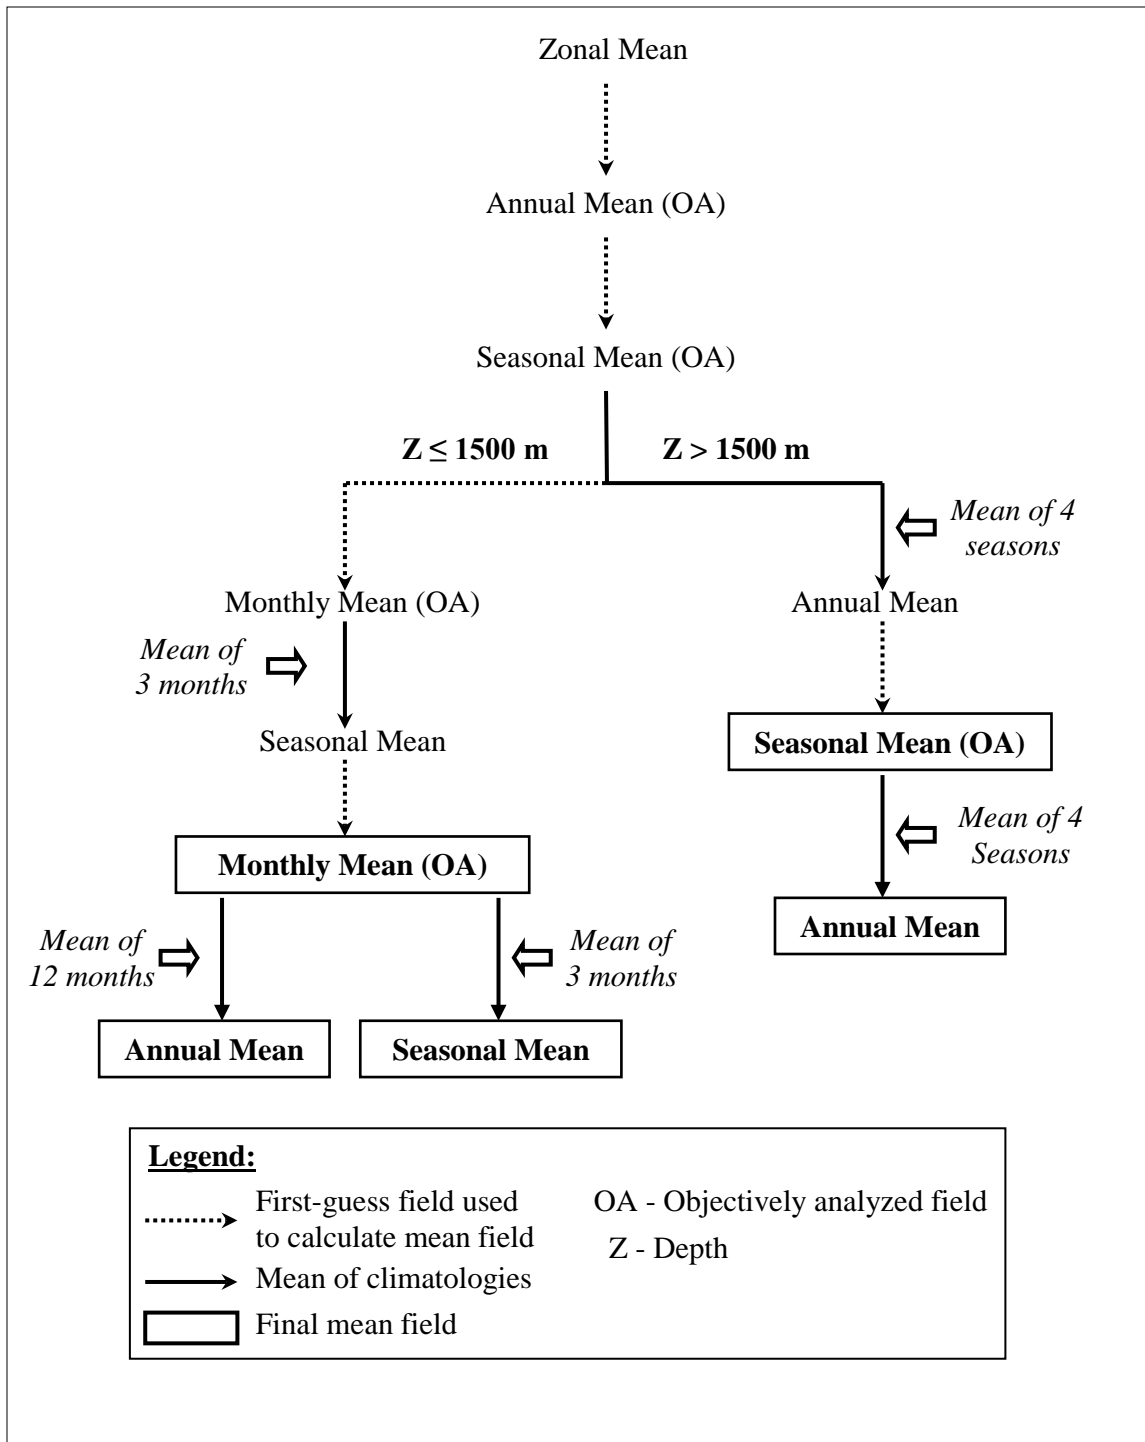 Zonal Mean
Annual Mean (OA)
Seasonal Mean (OA)
Z ≤ 1500 m
Z > 1500 m
Mean of 4
seasons
Monthly Mean (OA)
Annual Mean
Mean of
3 months
Seasonal Mean
Seasonal Mean (OA)
Mean of 4
Seasons
Monthly Mean (OA)
Annual Mean
Mean of
12 months
Mean of
3 months
Annual Mean
Seasonal Mean
Legend:
First-guess field used
to calculate mean field
Mean of climatologies
Final mean field
OA - Objectively analyzed field
Z - Depth